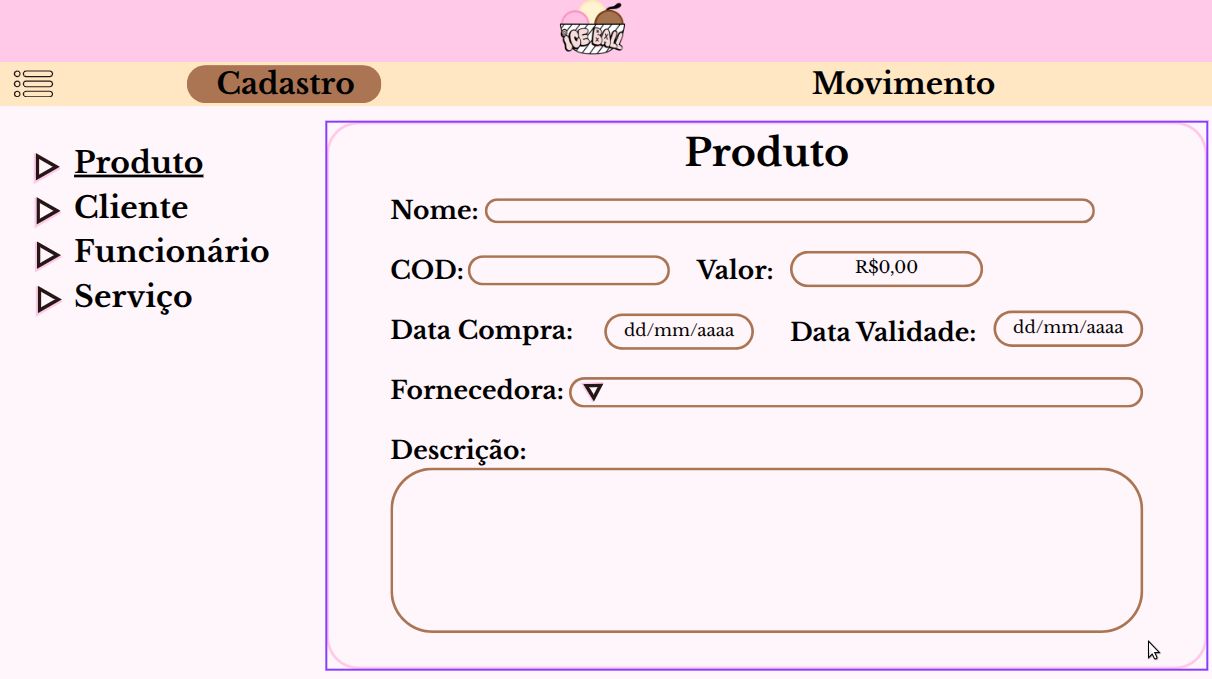 ICE BALL
Cadastro Movimento
Produto
Cliente
Funcionário
Serviço
Produto
Nome:
COD: Valor: R$0,00
Data Compra: dd/mm/aaaa Data Validade: dd/mm/aaaa
Fornecedora:
Descrição: